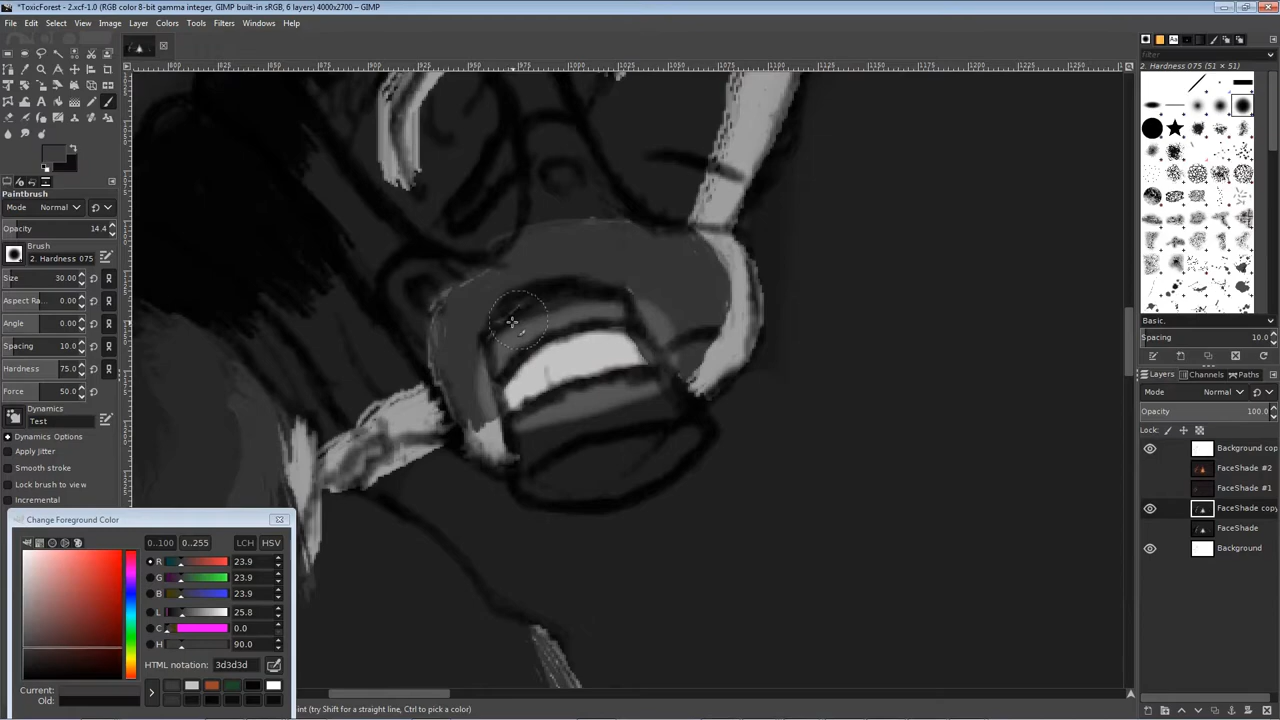 *ToxicForest - 2.xcf-1.0 (RGB color 8-bit gamma integer, GIMP built-in sRGB, 6 layers) 4000x2700 – GIMP
File Edit Select View Image Layer Colors Tools Filters Windows Help
filter
2. Hardness 075 (51 × 51)
Paintbrush
Mode Normal
Opacity 14.4
Brush
2. Hardness 075
Size 30.00
Aspect Ra... 0.00
Angle 0.00
Spacing 10.0
Hardness 75.0
Force 50.0
Dynamics
Test
Dynamics Options
Apply Jitter
Smooth stroke
Lock brush to view
Incremental
Basic.
Spacing 10.0
Layers Channels Paths
Mode Normal
Opacity 100.0
Lock:
Background cop
FaceShade #2
FaceShade #1
FaceShade copy
FaceShade
Background
Change Foreground Color
0..100 0..255 LCH HSV
R 23.9
G 23.9
B 23.9
L 25.8
C 0.0
H 90.0
HTML notation: 3d3d3d
Current:
Old:
(try Shift for a straight line, Ctrl to pick a color)